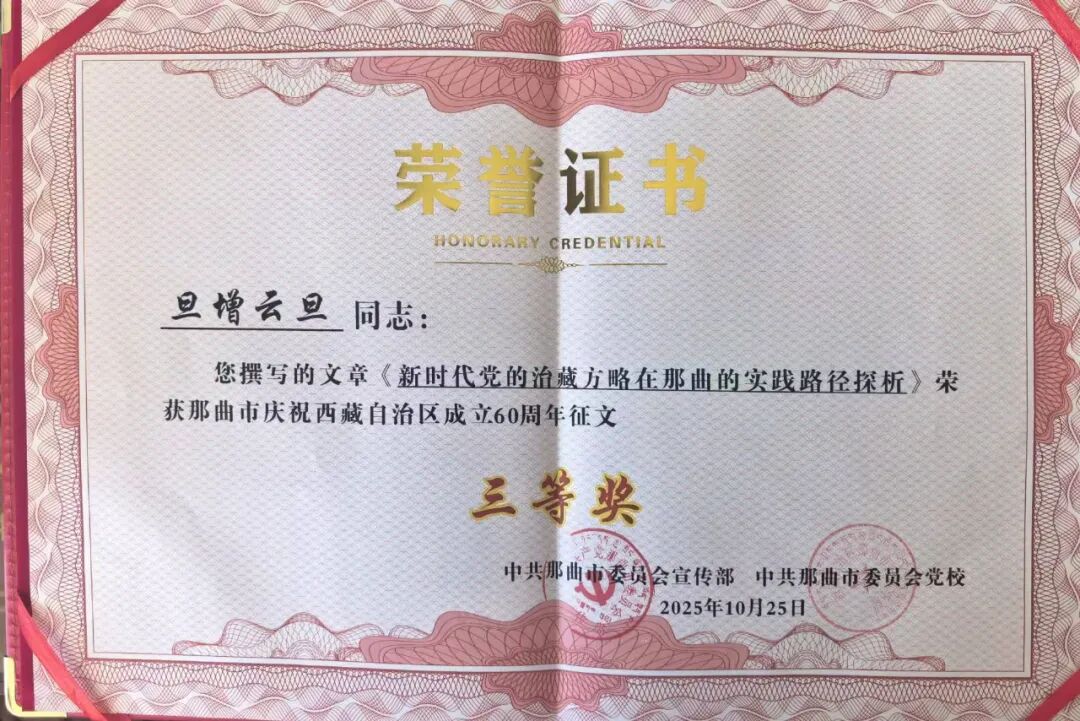 荣誉证书
HONORARY CREDENTIAL
旦增云旦 同志：
您撰写的文章《新时代党的治藏方略在那曲的实践路径探析》荣
获那曲市庆祝西藏自治区成立60周年征文
三等奖
中共那曲市委员会宣传部 中共那曲市委员会党校
2025年10月25日